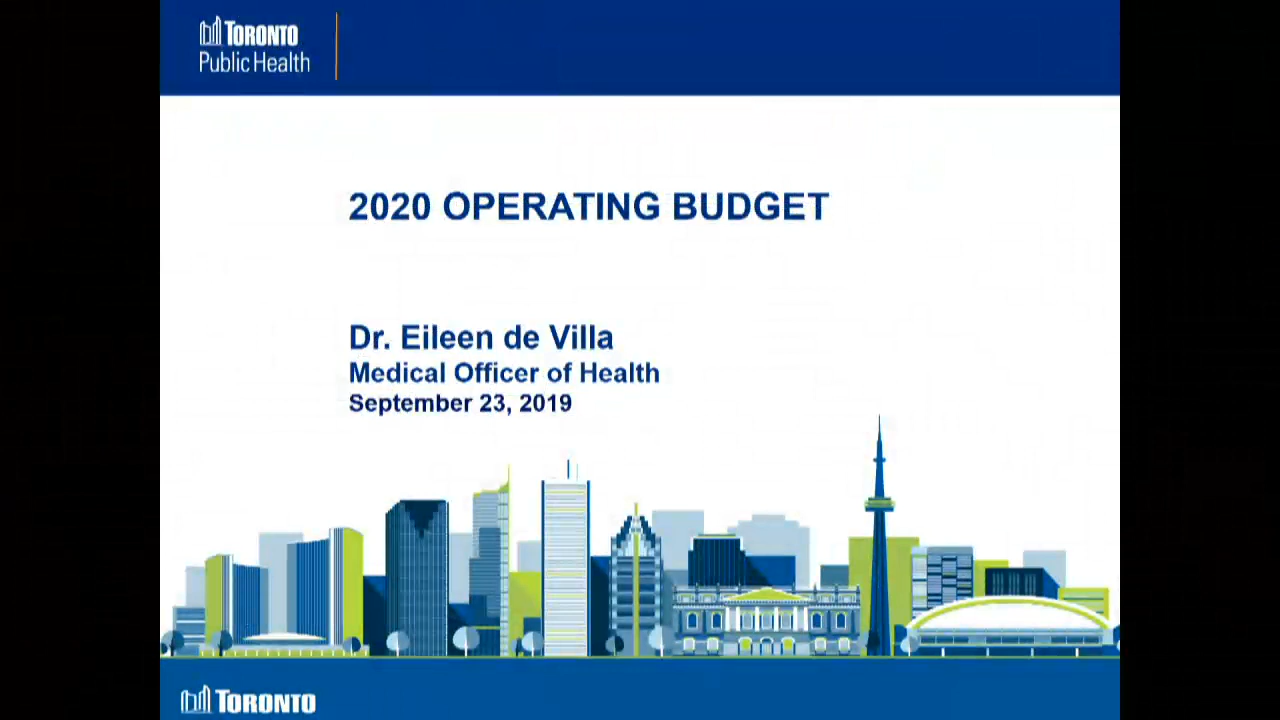 TORONTO
Public Health
2020 OPERATING BUDGET
Dr. Eileen de Villa
Medical Officer of Health
September 23, 2019
TORONTO